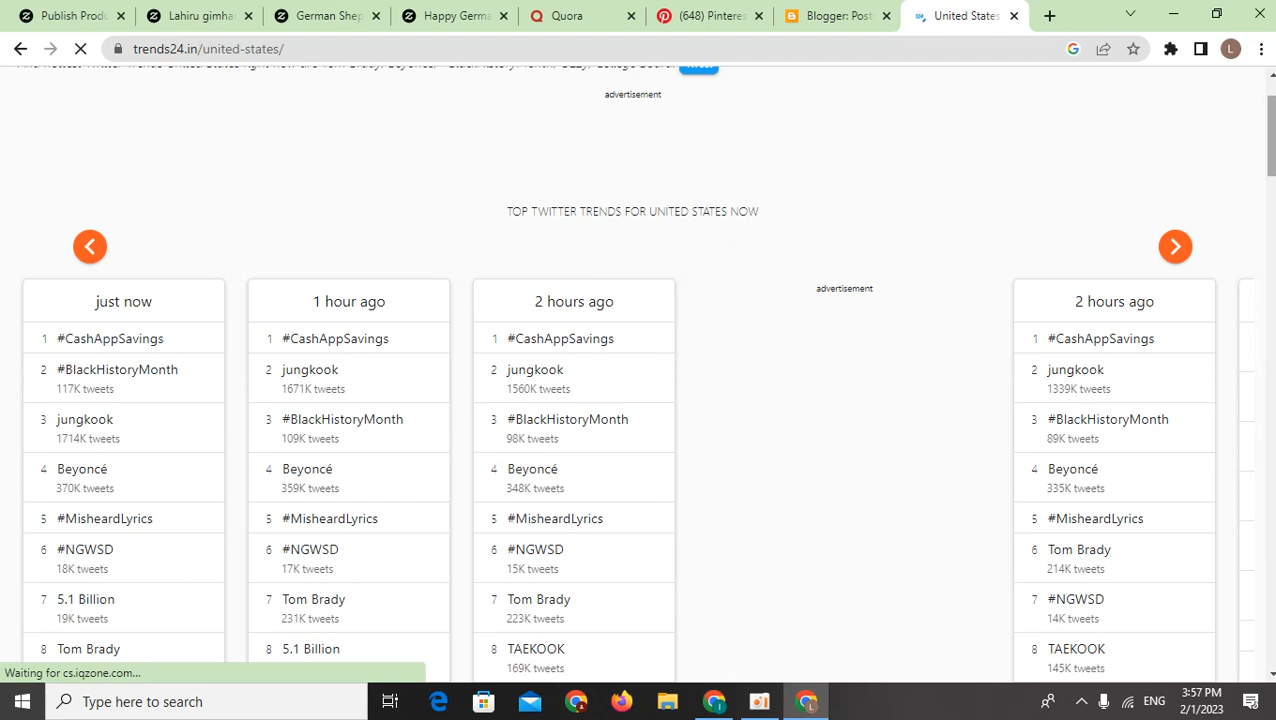 Publish Produ
Lahiru gimhan
German Shep
Happy Germa
Quora
(648) Pinteres
Blogger: Posts
United States
trends24.in/united-states/
L
advertisement
TOP TWITTER TRENDS FOR UNITED STATES NOW
just now
1 #CashAppSavings
2 #BlackHistoryMonth
117K tweets
3 jungkook
1714K tweets
4 Beyoncé
370K tweets
5 #MisheardLyrics
6 #NGWSD
18K tweets
7 5.1 Billion
19K tweets
8 Tom Brady
1 hour ago
1 #CashAppSavings
2 jungkook
1671K tweets
3 #BlackHistoryMonth
109K tweets
4 Beyoncé
359K tweets
5 #MisheardLyrics
6 #NGWSD
17K tweets
7 Tom Brady
231K tweets
8 5.1 Billion
2 hours ago
1 #CashAppSavings
2 jungkook
1560K tweets
3 #BlackHistoryMonth
98K tweets
4 Beyoncé
348K tweets
5 #MisheardLyrics
6 #NGWSD
15K tweets
7 Tom Brady
223K tweets
8 TAEKOOK
169K tweets
advertisement
2 hours ago
1 #CashAppSavings
2 jungkook
1339K tweets
3 #BlackHistoryMonth
89K tweets
4 Beyoncé
335K tweets
5 #MisheardLyrics
6 Tom Brady
214K tweets
7 #NGWSD
14K tweets
8 TAEKOOK
145K tweets
Waiting for cs.iqzone.com...
Type here to search
ENG
3:57 PM
2/1/2023